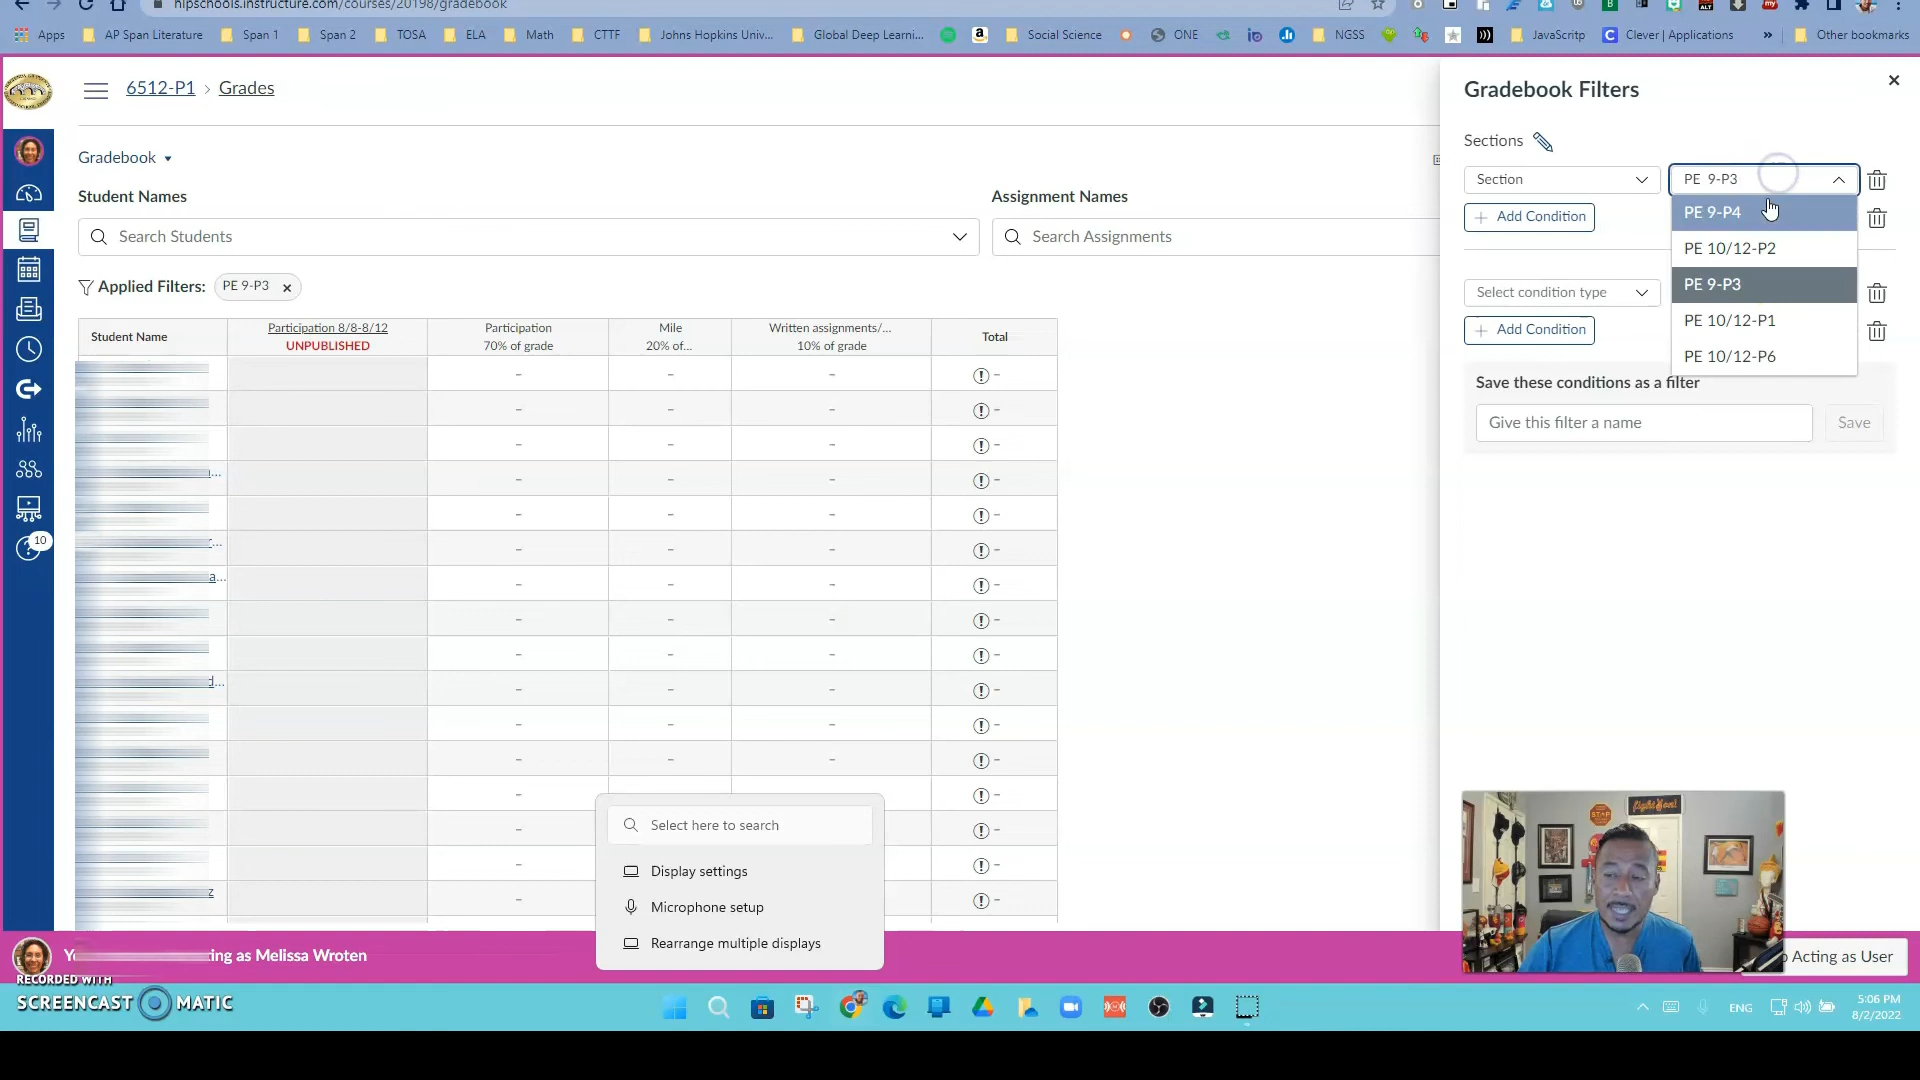 hlpschools.instructure.com/courses/20198/gradebook
Apps
AP Span Literature
Span 1
Span 2
TOSA
ELA
Math
CTTF
Johns Hopkins Univ...
Global Deep Learni...
Social Science
ONE
NGSS
JavaScritp
Clever | Applications
»
Other bookmarks
6512-P1 > Grades
Gradebook
Student Names
Search Students
Assignment Names
Search Assignments
Applied Filters: PE 9-P3 ×
Student Name
Participation 8/8-8/12
UNPUBLISHED
Participation
70% of grade
Mile
20% of...
Written assignments/...
10% of grade
Total
Gradebook Filters
Sections
Section
PE 9-P3
+ Add Condition
PE 9-P4
PE 10/12-P2
PE 9-P3
PE 10/12-P1
PE 10/12-P6
Select condition type
+ Add Condition
Save these conditions as a filter
Give this filter a name
Save
10
Select here to search
Display settings
Microphone setup
Rearrange multiple displays
ting as Melissa Wroten
Acting as User
RECORDED WITH
SCREENCAST MATIC
ENG
5:06 PM
8/2/2022